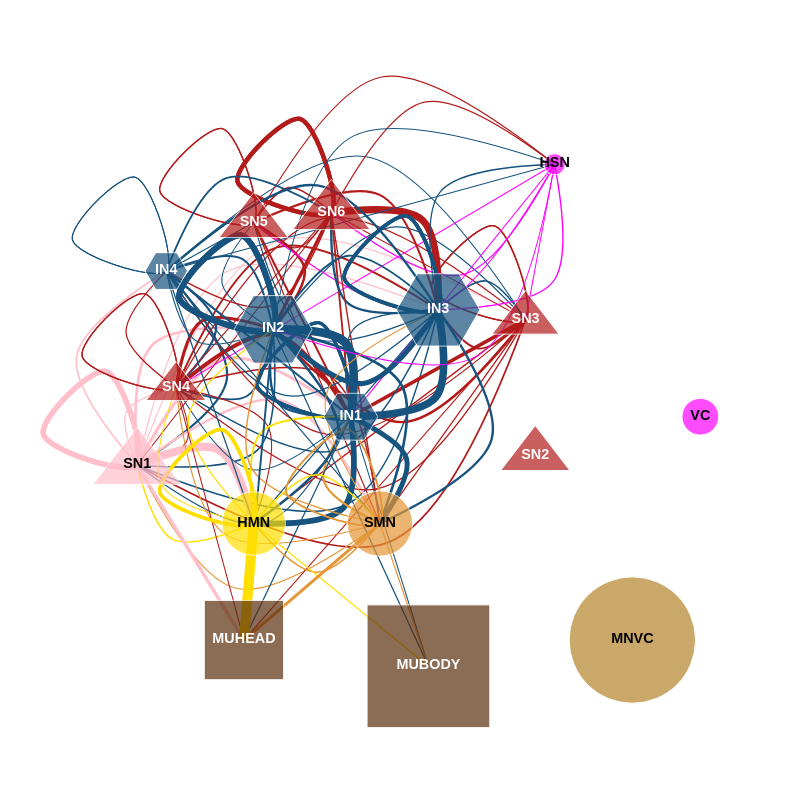 HSN
SN6
SN5
IN4
IN3
SN3
IN2
SN4
IN1
VC
SN2
SN1
HMN
SMN
MUHEAD
MNVC
MUBODY